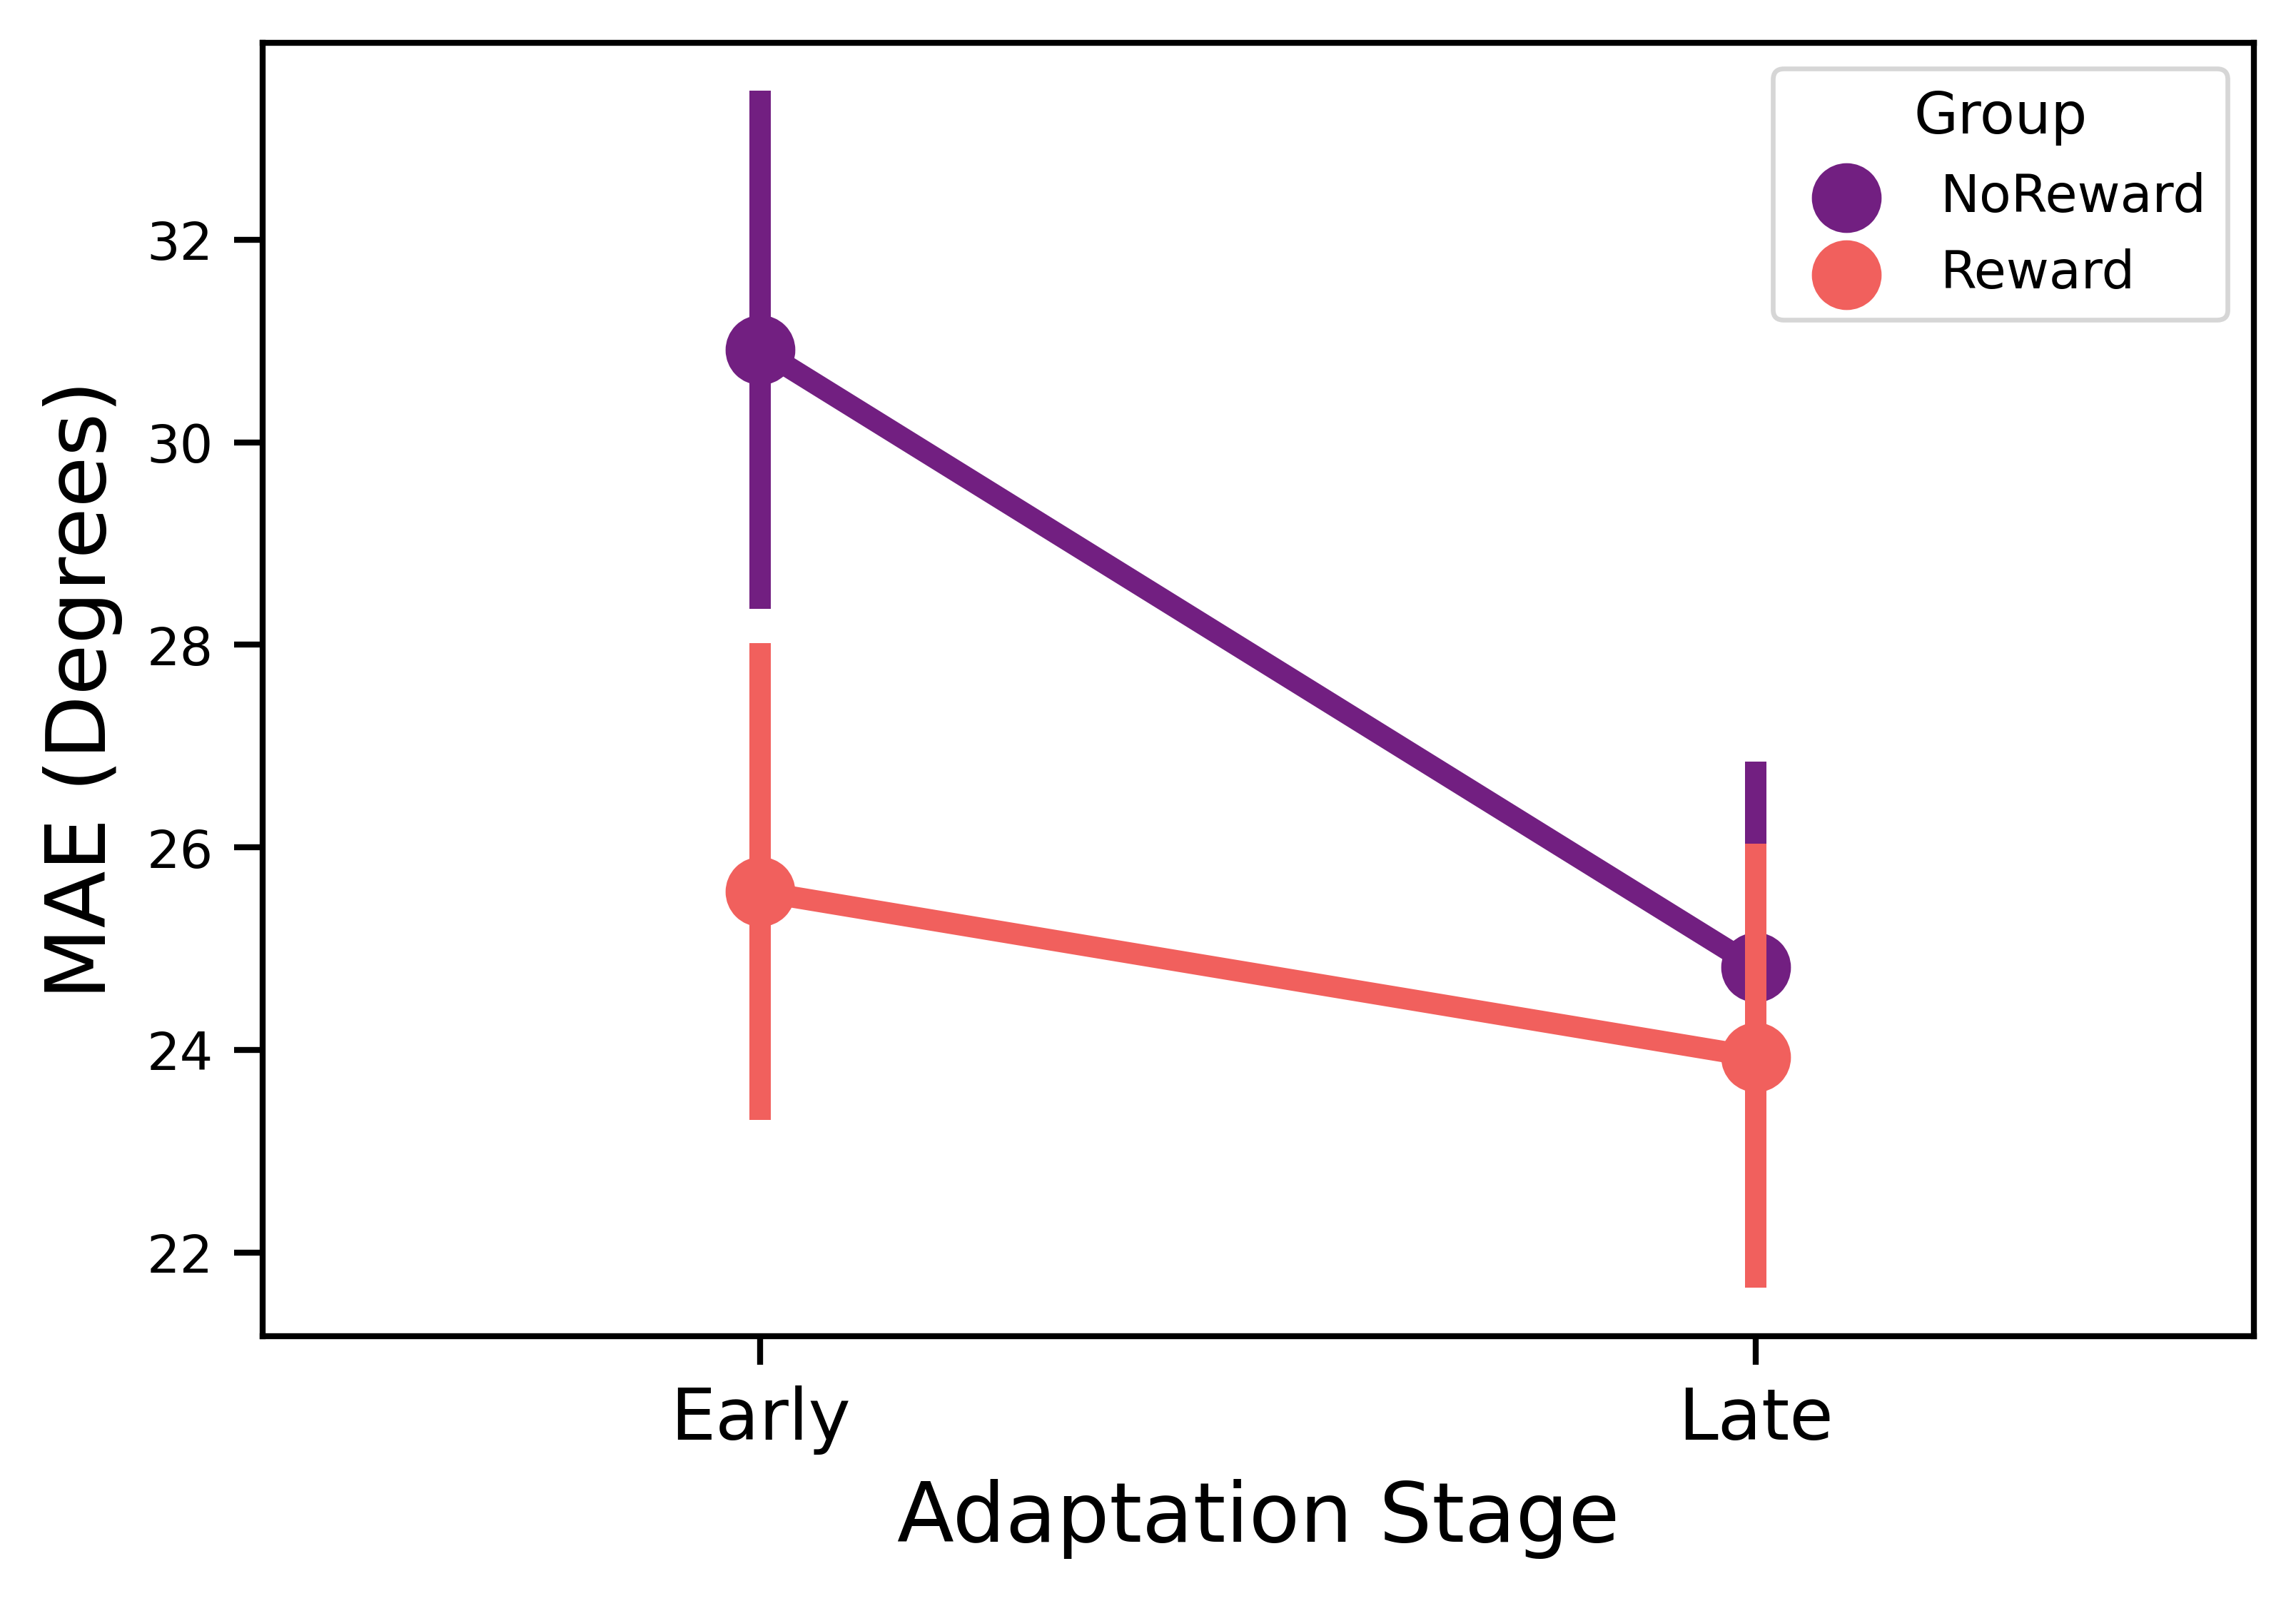 Group
NoReward
Reward
MAE (Degrees)
32
30
28
26
24
22
Early
Late
Adaptation Stage